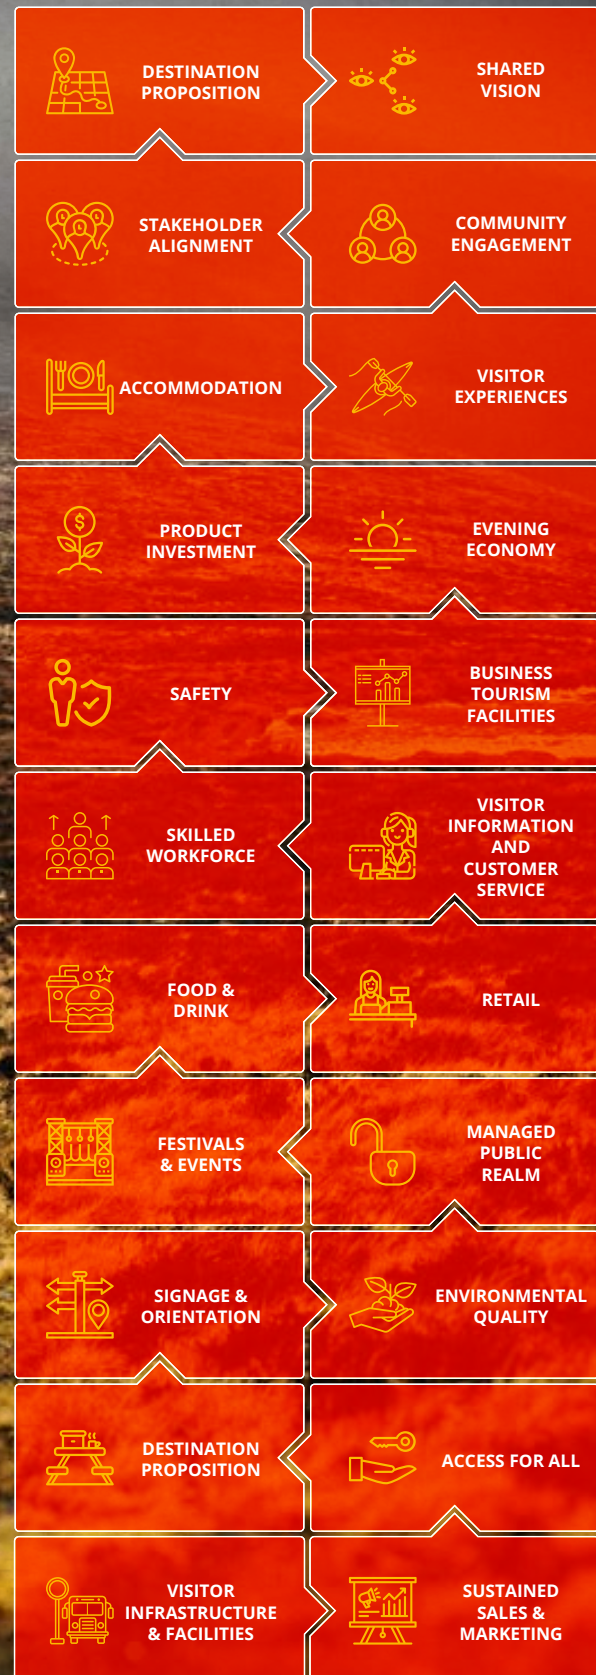 DESTINATION
PROPOSITION
SHARED
VISION
STAKEHOLDER
ALIGNMENT
COMMUNITY
ENGAGEMENT
ACCOMMODATION
VISITOR
EXPERIENCES
PRODUCT
INVESTMENT
EVENING
ECONOMY
SAFETY
BUSINESS
TOURISM
FACILITIES
SKILLED
WORKFORCE
VISITOR
INFORMATION
AND
CUSTOMER
SERVICE
FOOD &
DRINK
RETAIL
FESTIVALS
& EVENTS
MANAGED
PUBLIC
REALM
SIGNAGE &
ORIENTATION
ENVIRONMENTAL
QUALITY
DESTINATION
PROPOSITION
ACCESS FOR ALL
VISITOR
INFRASTRUCTURE
& FACILITIES
SUSTAINED
SALES &
MARKETING